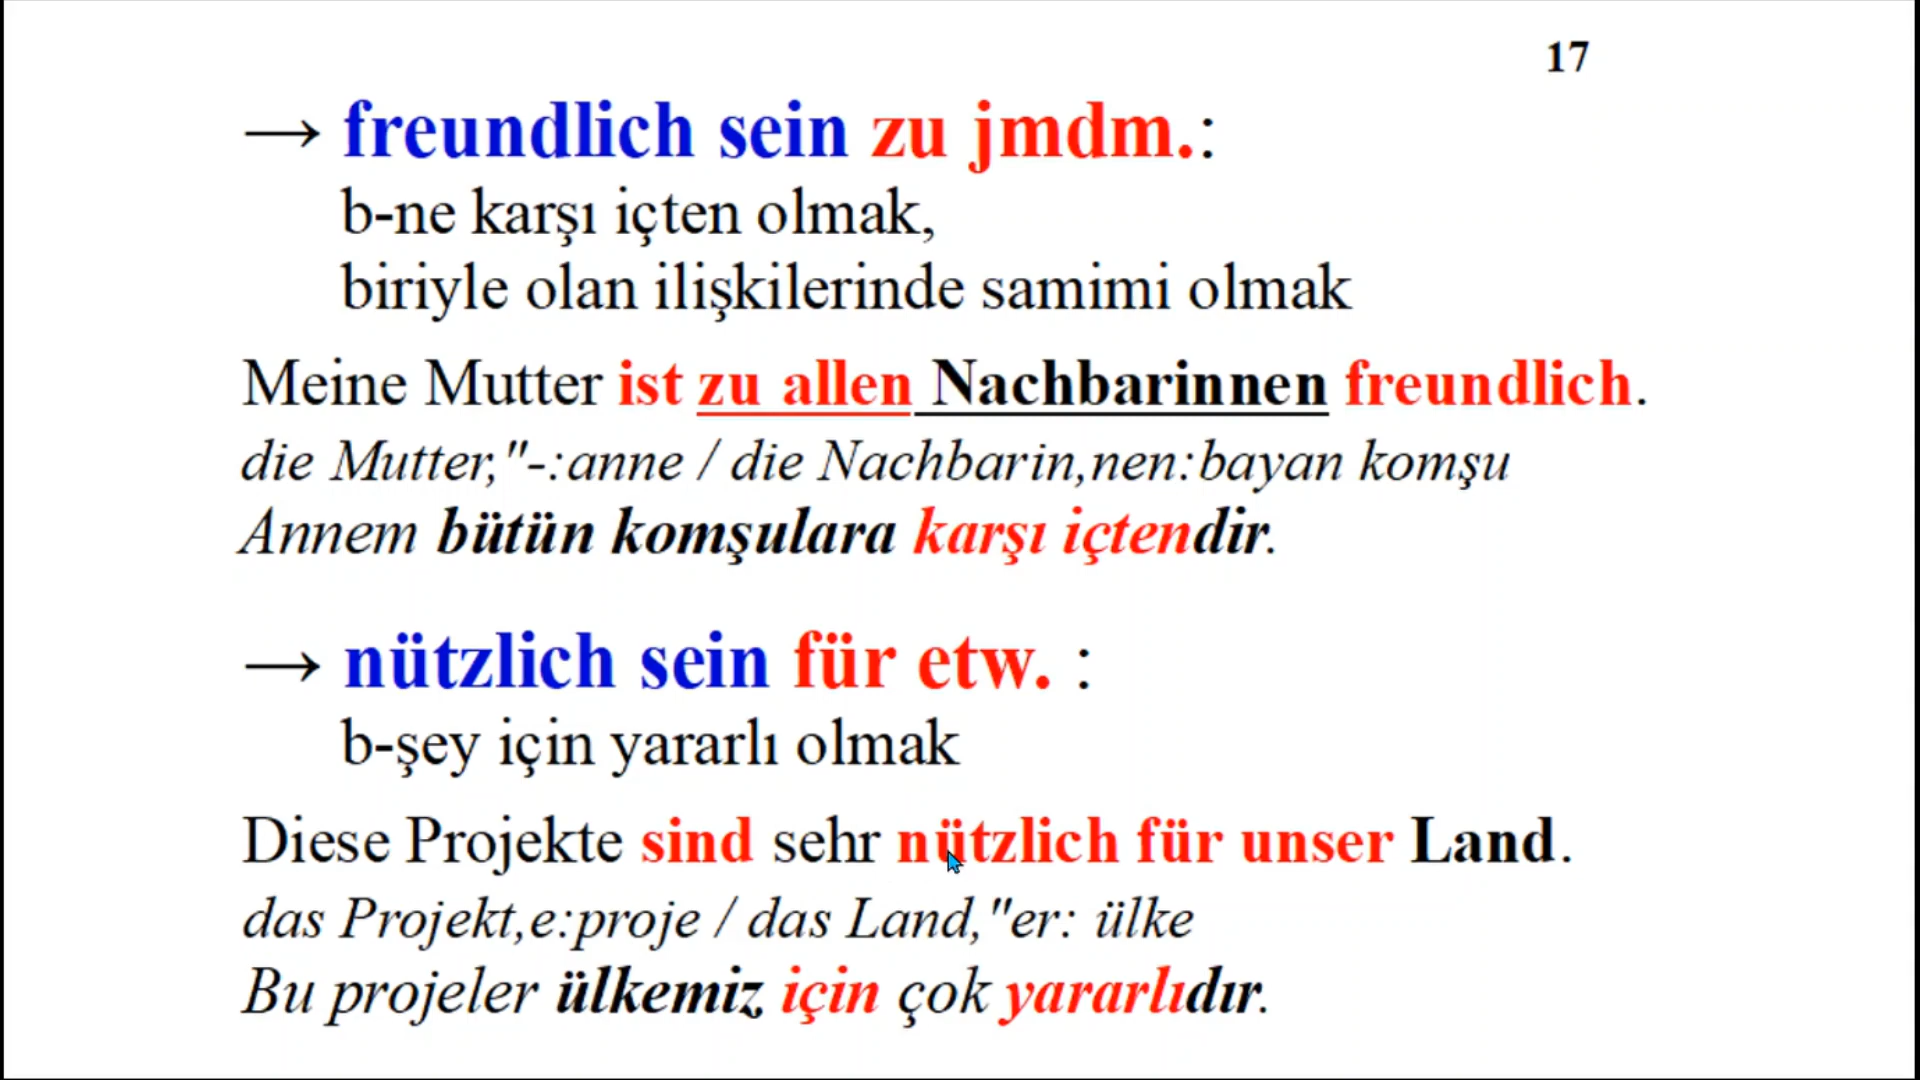 17
→ freundlich sein zu jmdm.:
b-ne karşı içten olmak,
biriyle olan ilişkilerinde samimi olmak
Meine Mutter ist zu allen Nachbarinnen freundlich.
die Mutter,"-:anne / die Nachbarin,nen:bayan komşu
Annem bütün komşulara karşı içtendir.
→ nützlich sein für etw. :
b-şey için yararlı olmak
Diese Projekte sind sehr nützlich für unser Land.
das Projekt,e:proje / das Land,"er: ülke
Bu projeler ülkemiz için çok yararlıdır.